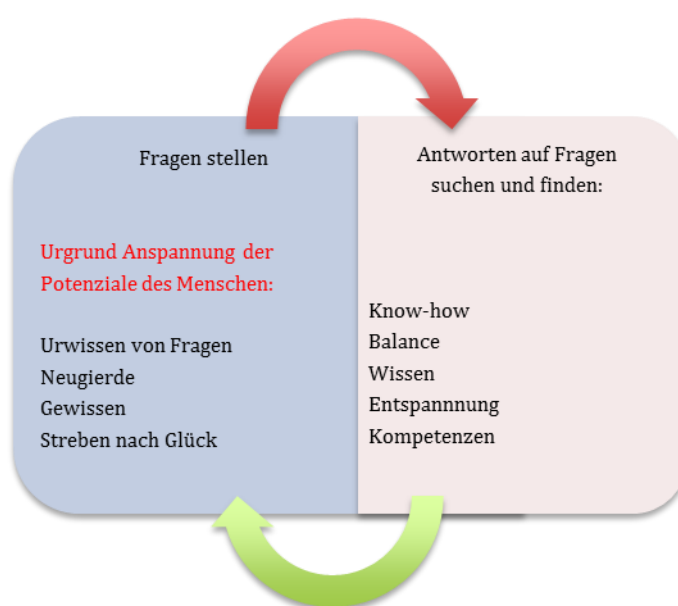 Fragen stellen
Urgrund Anspannung der
Potenziale des Menschen:
Urwissen von Fragen
Neugierde
Gewissen
Streben nach Glück
Antworten auf Fragen
suchen und finden:
Know-how
Balance
Wissen
Entspannnung
Kompetenzen